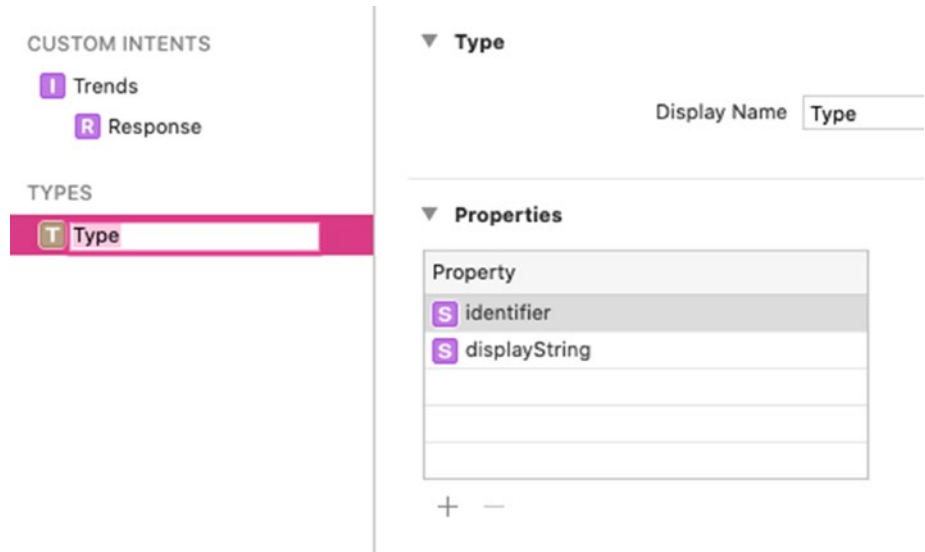 CUSTOM INTENTS
I Trends
R Response
TYPES
T Type
Type
Display Name Type
Properties
Property
S identifier
S displayString